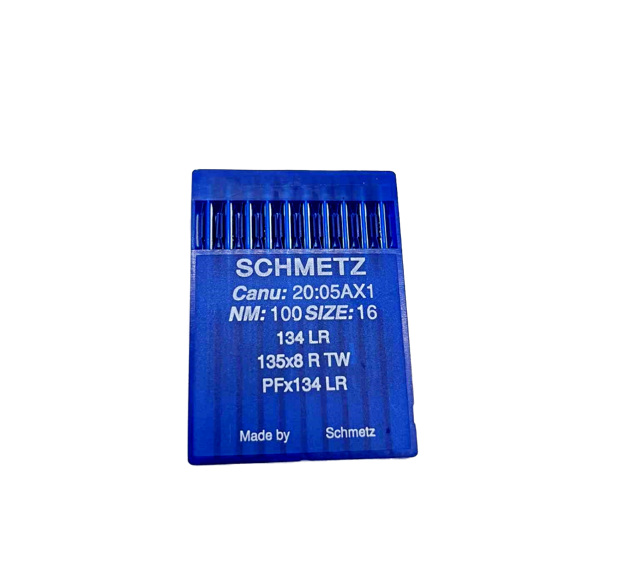 SCHMETZ
Canu: 20:05AX1
NM: 100 SIZE: 16
134 LR
135x8 R TW
PFx134 LR
Made by Schmetz